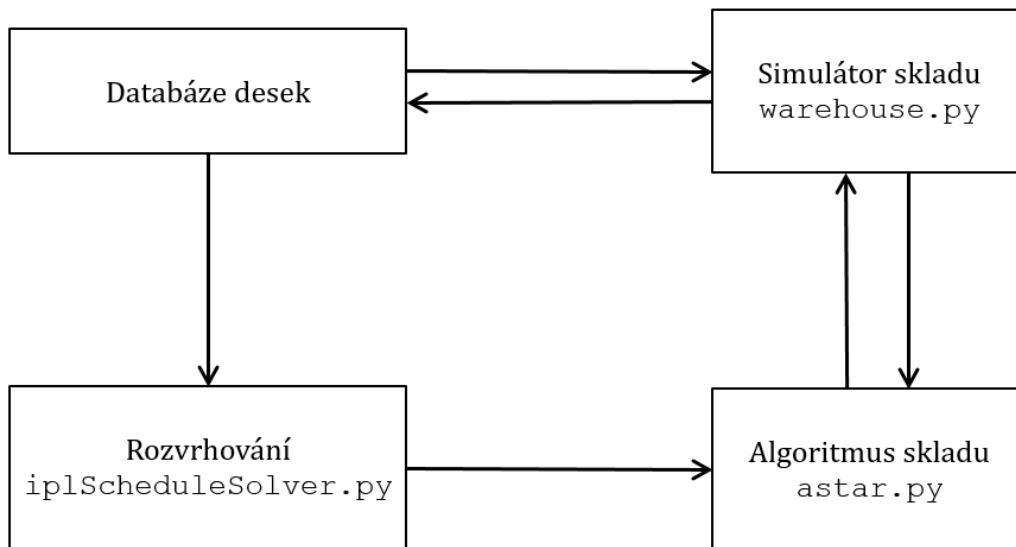 Databáze desek
Simulátor skladu
warehouse.py
Rozvrhování
iplScheduleSolver.py
Algoritmus skladu
astar.py